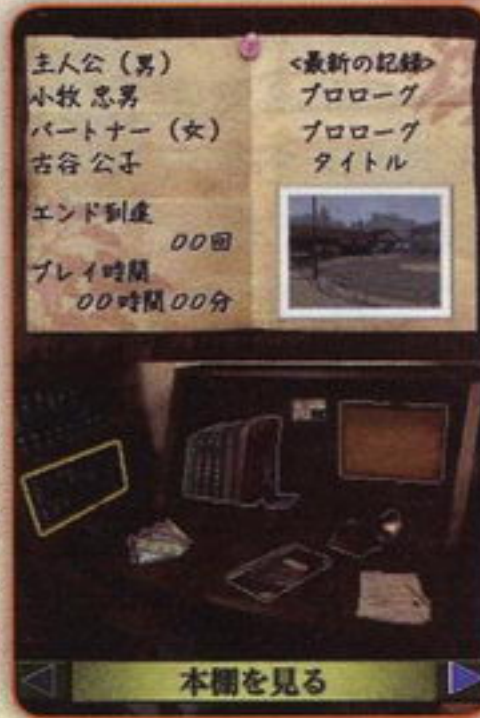 主人公（男）
小牧 忠男
パートナー（女）
古谷 公子
エンド到達
00回
プレイ時間
00時間00分
<最新の記録>
プロローグ
プロローグ
タイトル
本棚を見る